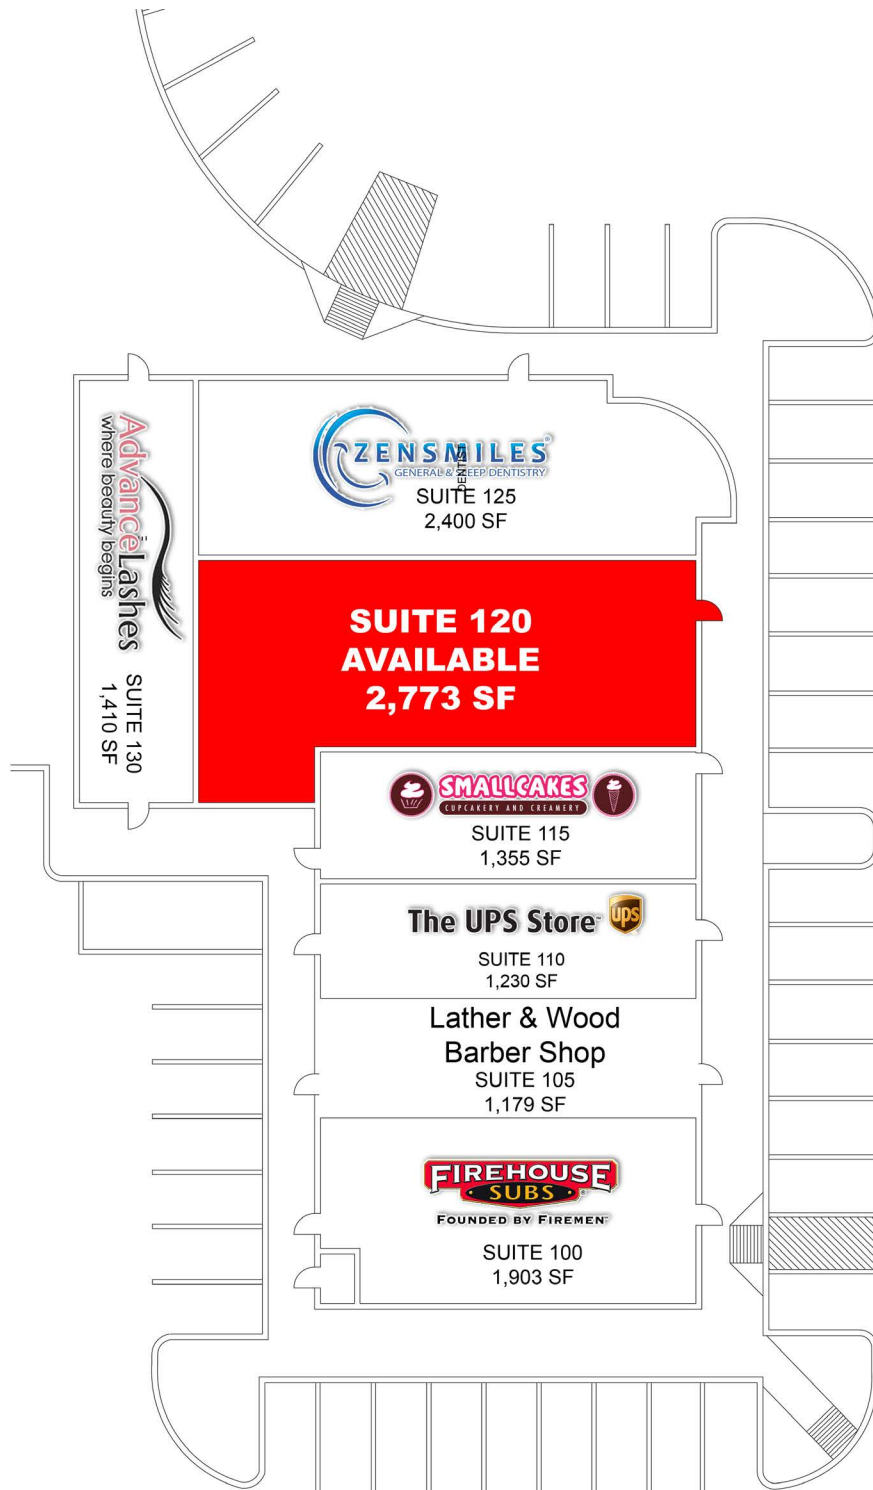 ZENSMILES®
GENERAL & SLEEP DENTISTRY
DENTIST
SUITE 125
2,400 SF
AdvanceLashes
where beauty begins
SUITE 130
1,410 SF
SUITE 120
AVAILABLE
2,773 SF
SMALLCAKES
CUPCAKERY AND CREAMERY
SUITE 115
1,355 SF
The UPS Store™ ups
SUITE 110
1,230 SF
Lather & Wood
Barber Shop
SUITE 105
1,179 SF
FIREHOUSE
SUBS®
FOUNDED BY FIREMEN™
SUITE 100
1,903 SF